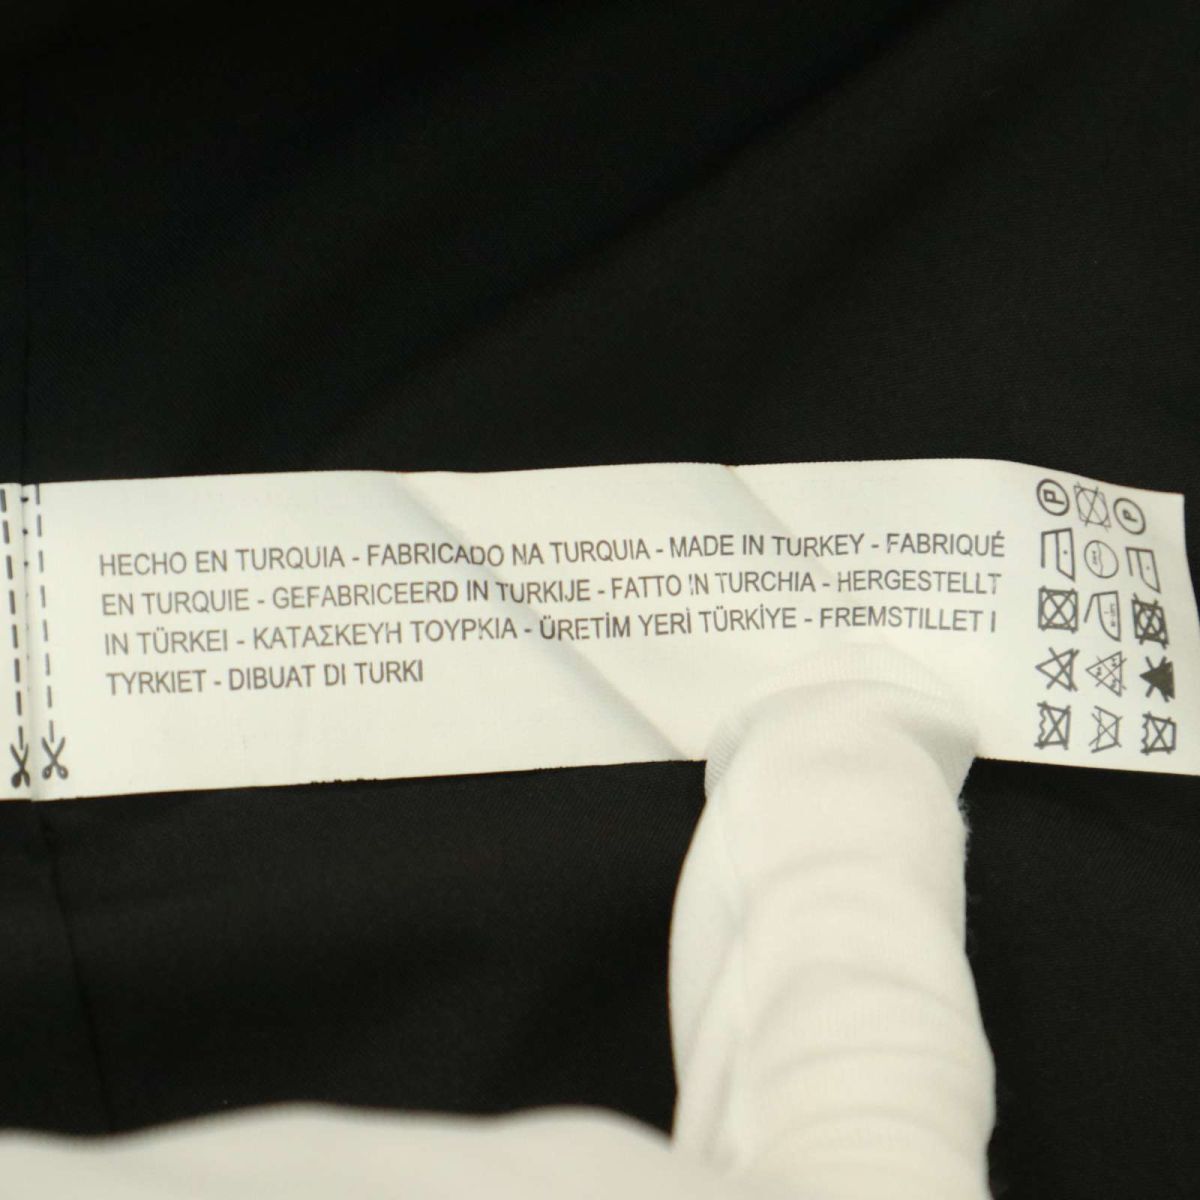 HECHO EN TURQUIA - FABRICADO NA TURQUIA - MADE IN TURKEY - FABRIQUÉ
EN TURQUIE - GEFABRICEERD IN TURKIJE - FATTO IN TURCHIA - HERGESTELLT
IN TÜRKEI - ΚΑΤΑΣΚΕΥΗ ΤΟΥΡΚΙΑ - ÜRETİM YERİ TÜRKİYE - FREMSTILLET I
TYRKIET - DIBUAT DI TURKI
P P